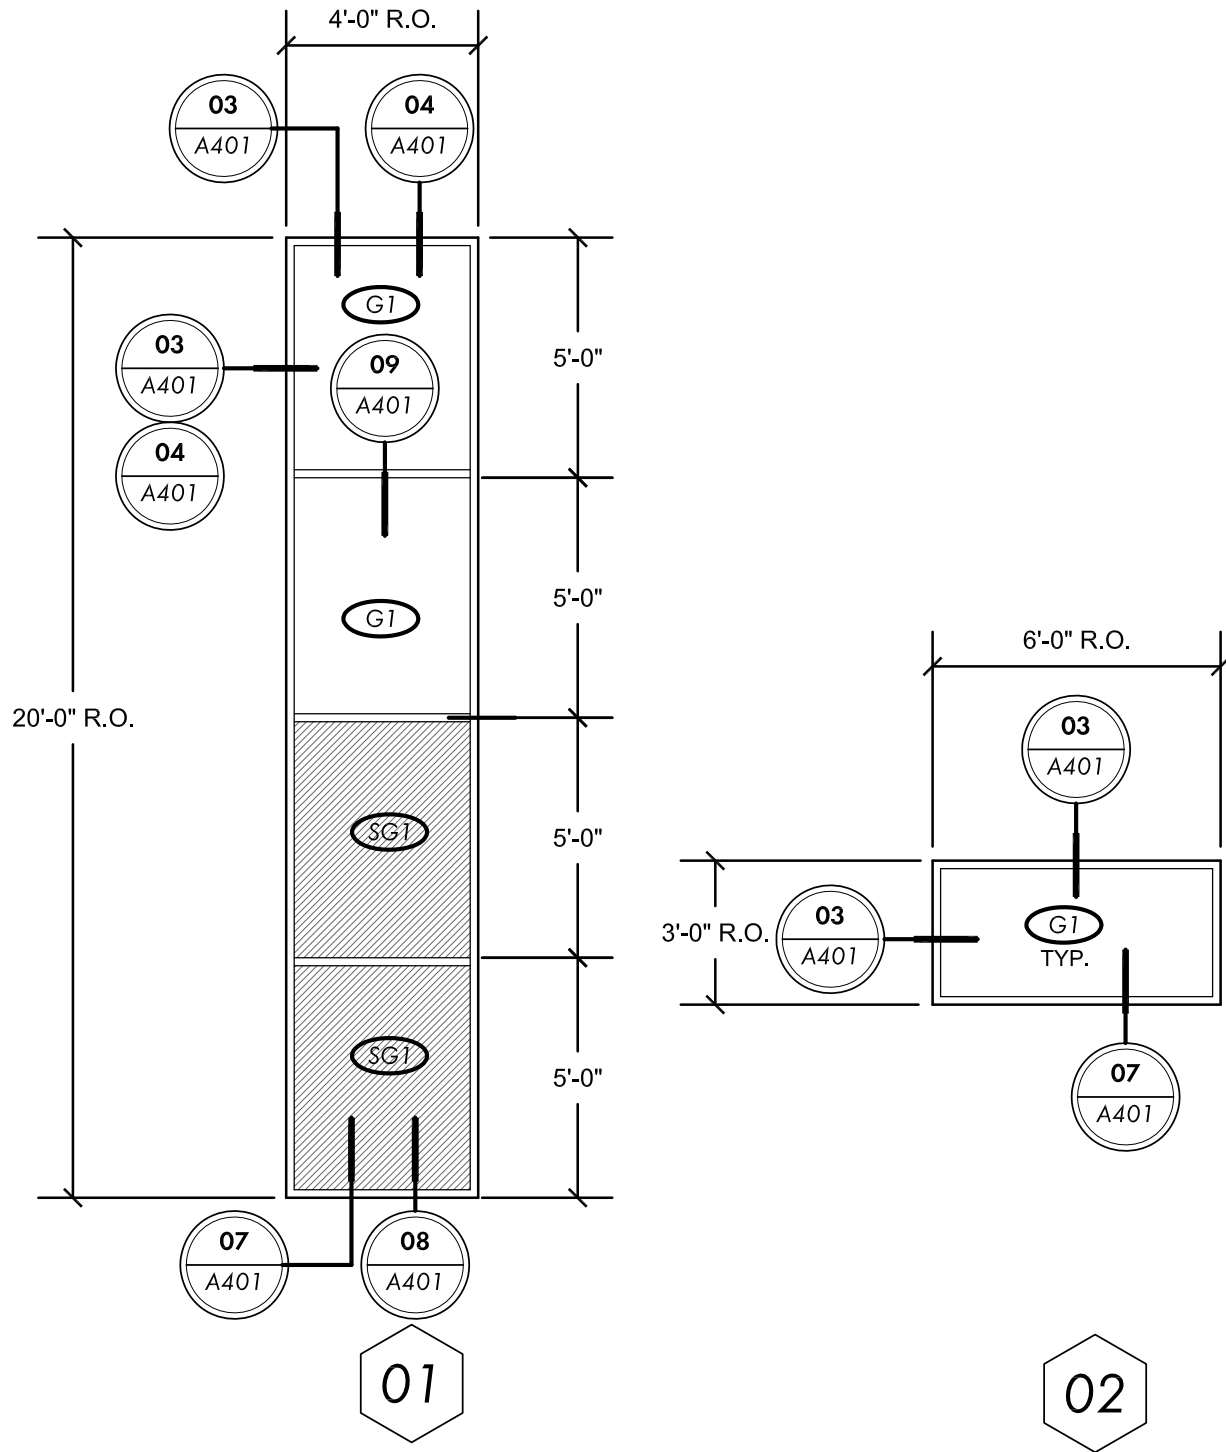 4'-0" R.O.
03
A401
04
A401
G1
03
A401
04
A401
09
A401
5'-0"
G1
5'-0"
20'-0" R.O.
SG1
5'-0"
SG1
5'-0"
07
A401
08
A401
01
6'-0" R.O.
03
A401
3'-0" R.O.
03
A401
G1
TYP.
07
A401
02